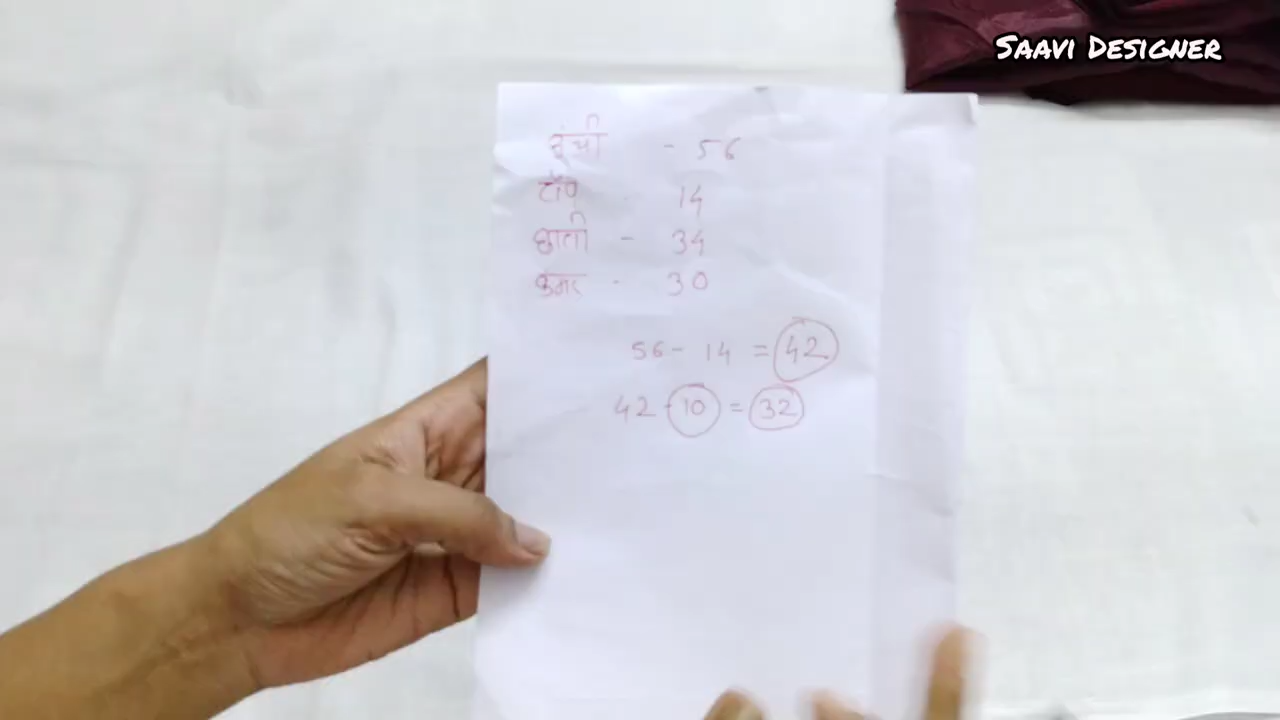 SAAVI DESIGNER
ऊंची - 56
टॉप - 14
छाती - 34
कमर - 30
56 - 14 = 42
42 - 10 = 32